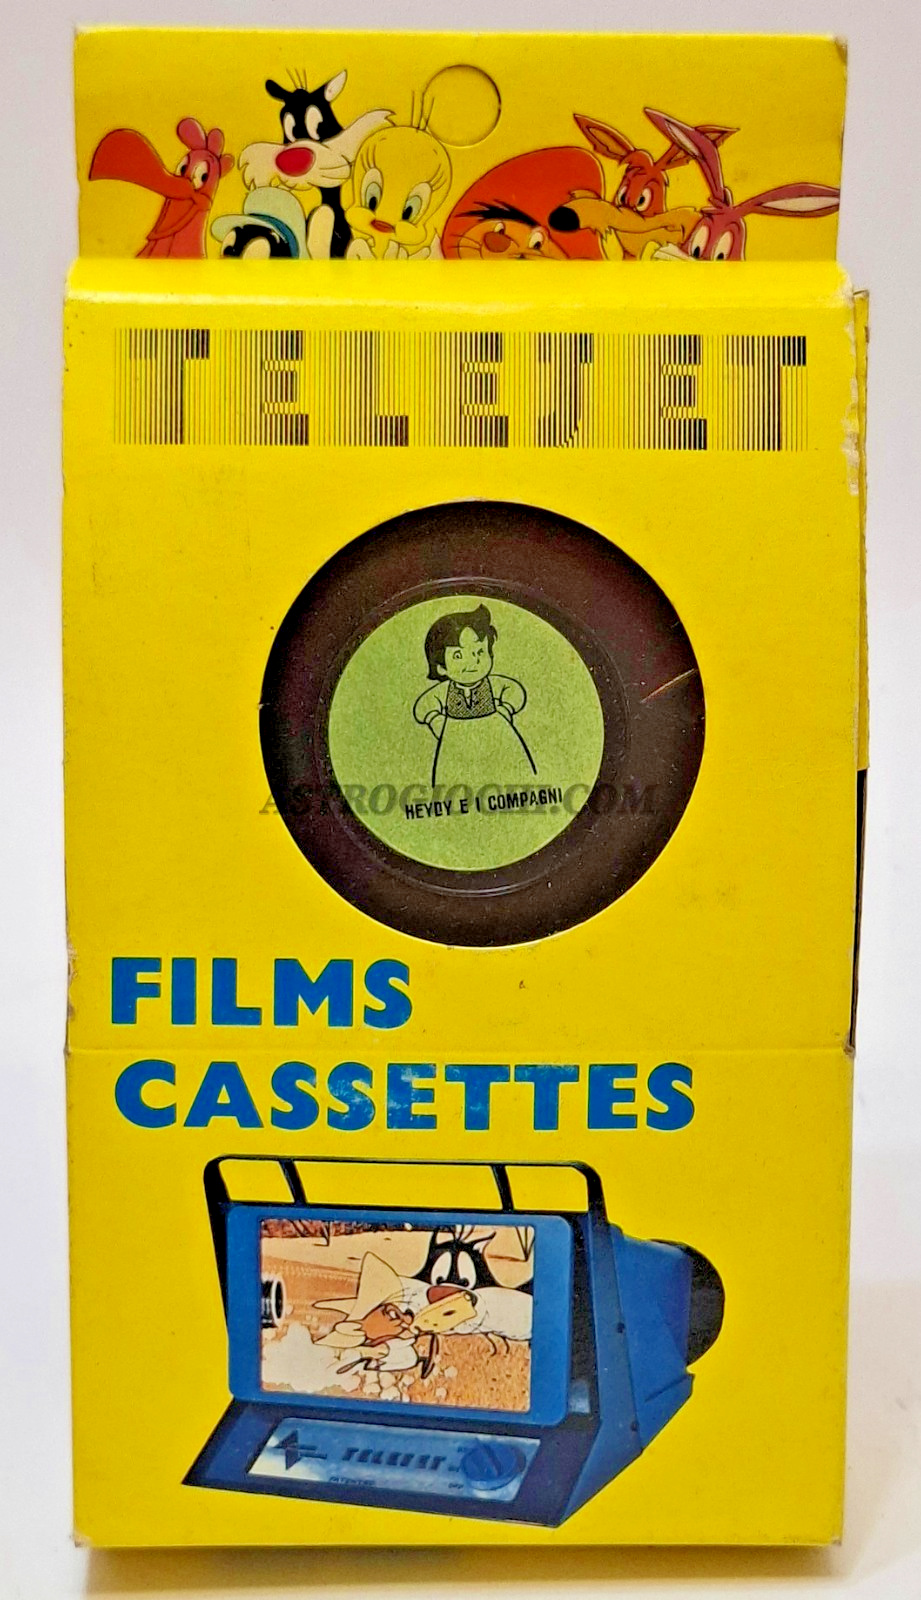 TELEJET
HEYDY E I COMPAGNI
ASTROGIOCHI.COM
FILMS
CASSETTES
TELEJET